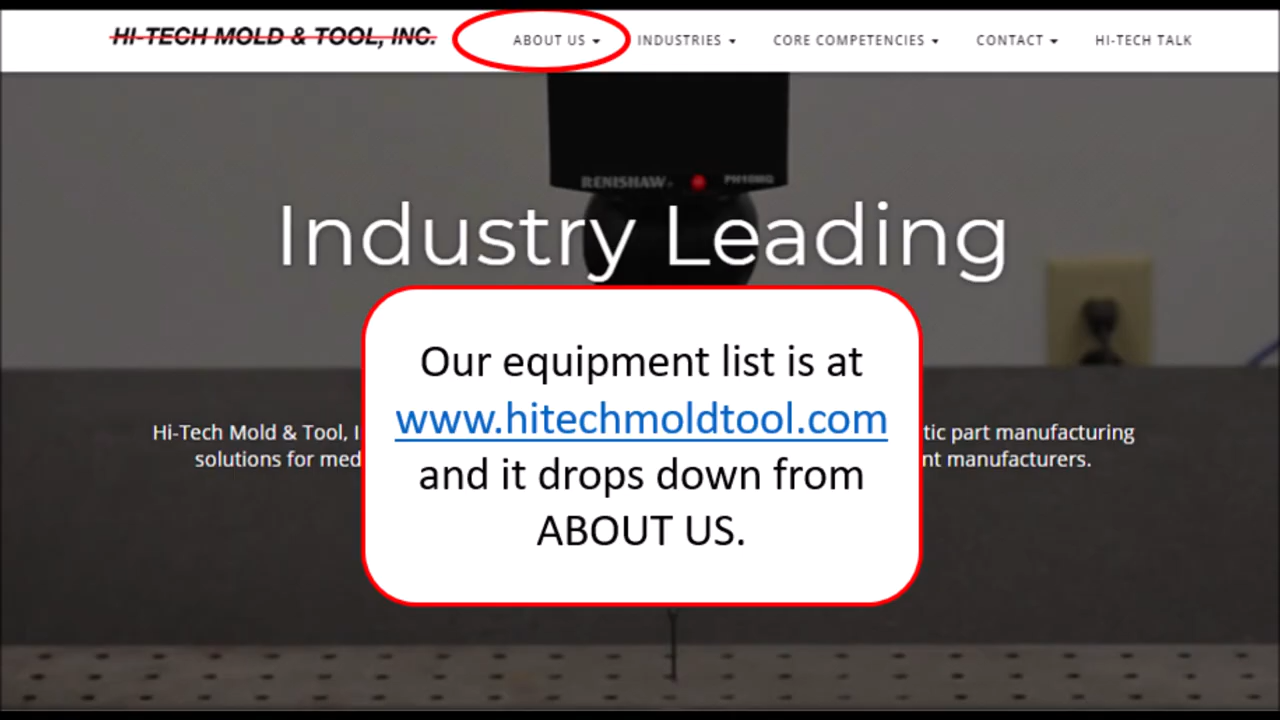 HI-TECH MOLD & TOOL, INC.
ABOUT US
INDUSTRIES
CORE COMPETENCIES
CONTACT
HI-TECH TALK
RENISHAW
PH10MQ
Industry Leading
Our equipment list is at
www.hitechmoldtool.com
and it drops down from
ABOUT US.
Hi-Tech Mold & Tool, tic part manufacturing
solutions for med nt manufacturers.